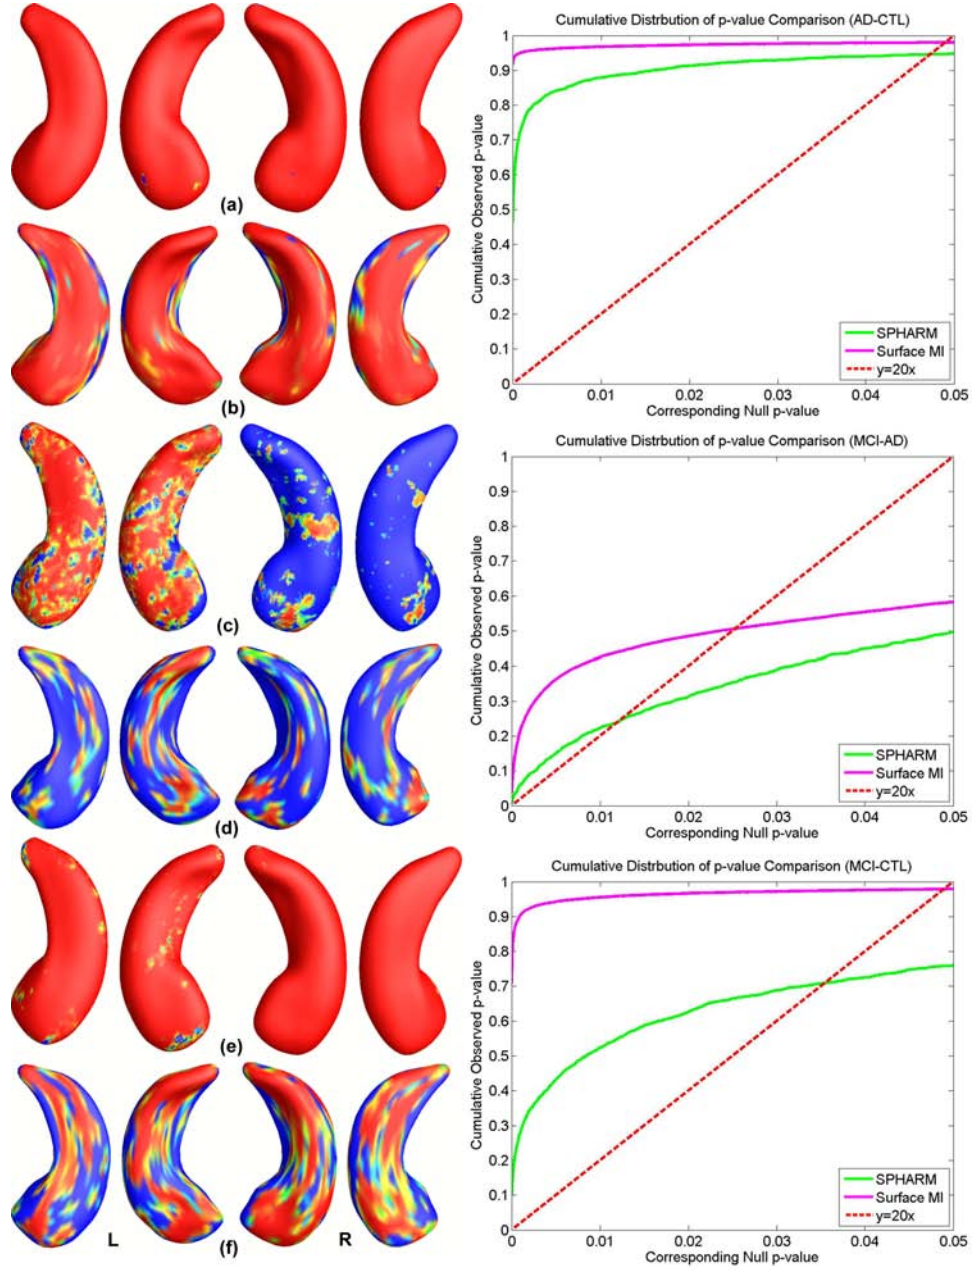 (a)
(b)
(c)
(d)
(e)
(f)
L
R
Cumulative Distrbution of p-value Comparison (AD-CTL)
Cumulative Observed p-value
1
0.9
0.8
0.7
0.6
0.5
0.4
0.3
0.2
0.1
0
SPHARM
Surface MI
y=20x
0 0.01 0.02 0.03 0.04 0.05
Corresponding Null p-value
Cumulative Distrbution of p-value Comparison (MCI-AD)
Cumulative Observed p-value
1
0.9
0.8
0.7
0.6
0.5
0.4
0.3
0.2
0.1
0
SPHARM
Surface MI
y=20x
0 0.01 0.02 0.03 0.04 0.05
Corresponding Null p-value
Cumulative Distrbution of p-value Comparison (MCI-CTL)
Cumulative Observed p-value
1
0.9
0.8
0.7
0.6
0.5
0.4
0.3
0.2
0.1
0
SPHARM
Surface MI
y=20x
0 0.01 0.02 0.03 0.04 0.05
Corresponding Null p-value